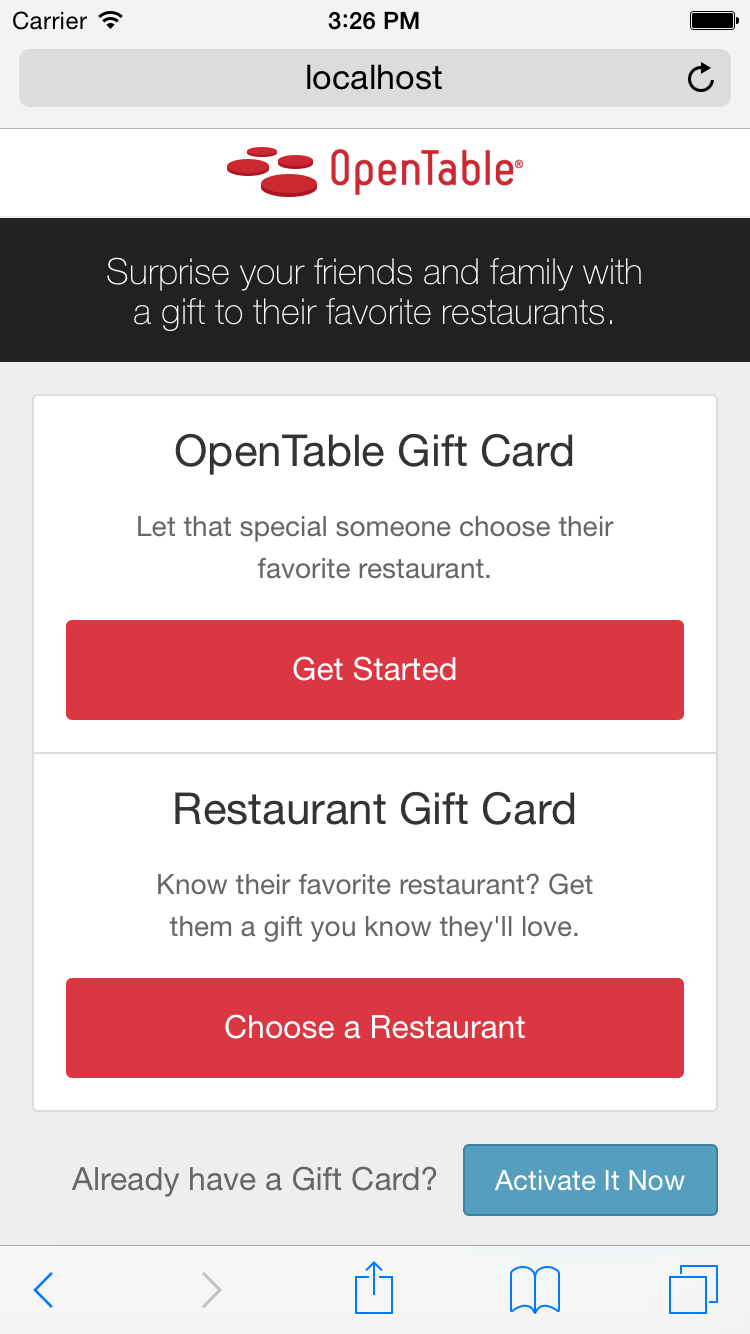 Carrier 3:26 PM
localhost
OpenTable®
Surprise your friends and family with
a gift to their favorite restaurants.
OpenTable Gift Card
Let that special someone choose their
favorite restaurant.
Get Started
Restaurant Gift Card
Know their favorite restaurant? Get
them a gift you know they'll love.
Choose a Restaurant
Already have a Gift Card? Activate It Now